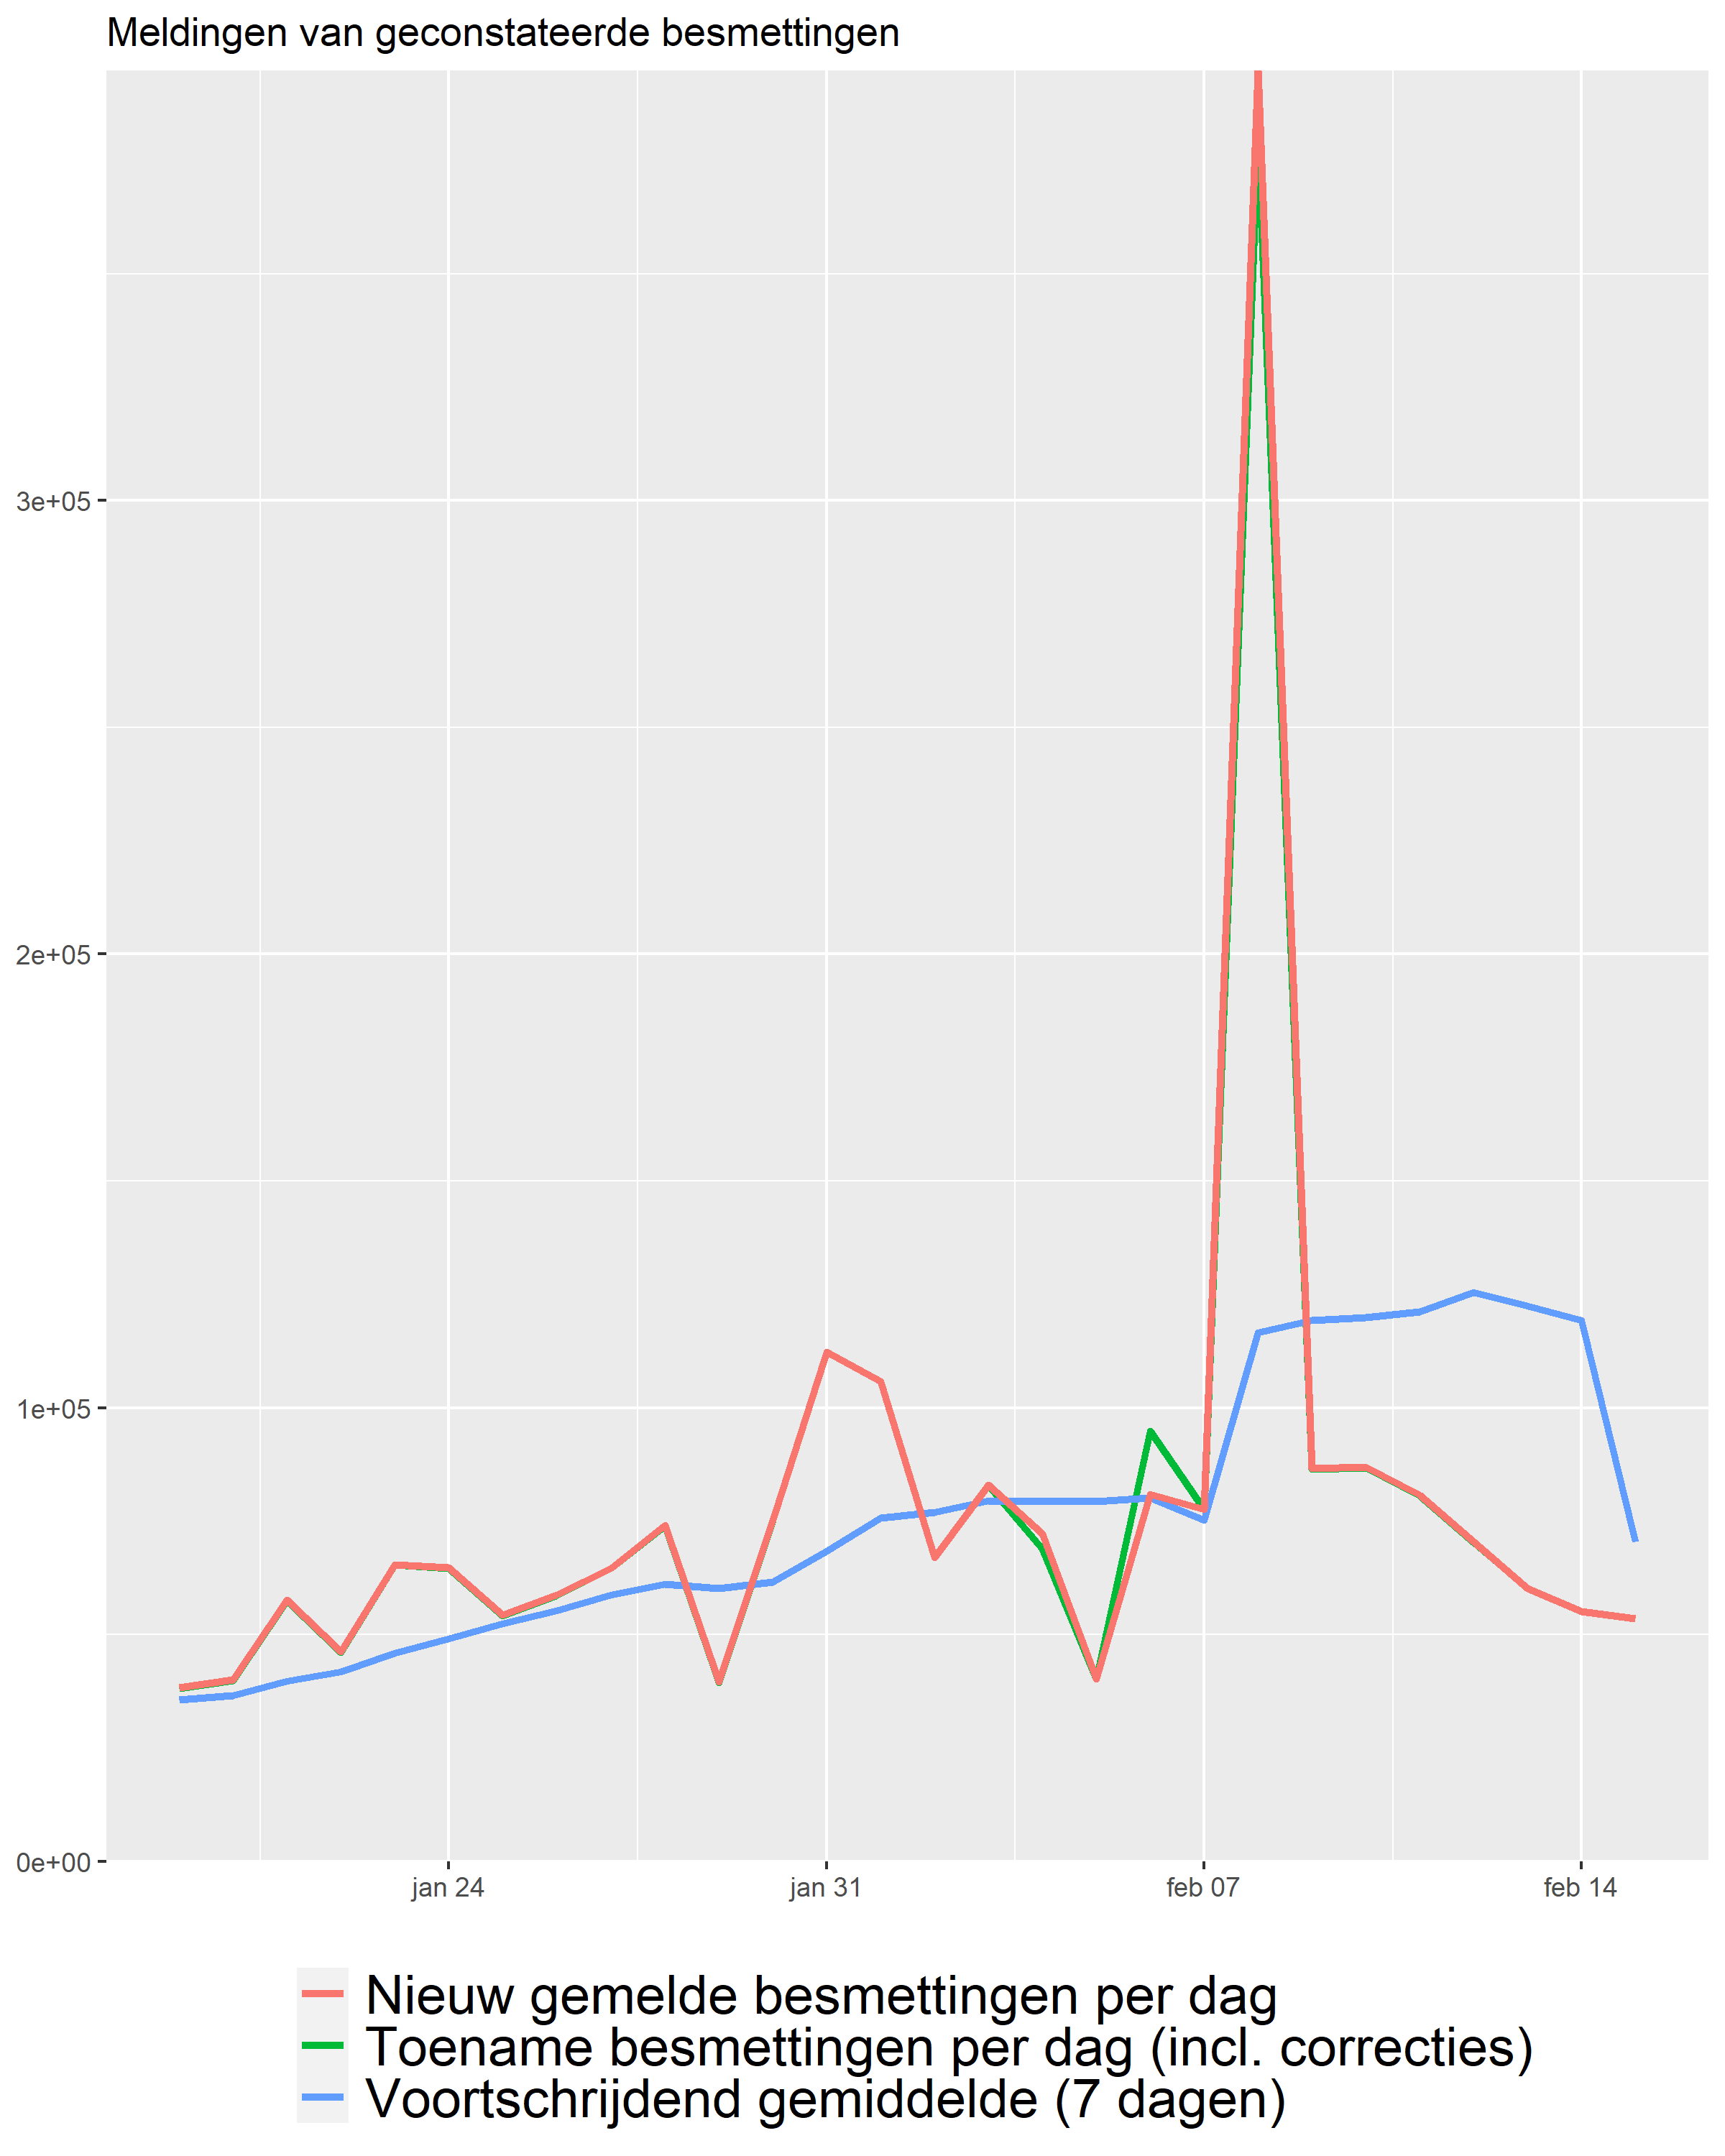 Meldingen van geconstateerde besmettingen
3e+05
2e+05
1e+05
0e+00
jan 24
jan 31
feb 07
feb 14
Nieuw gemelde besmettingen per dag
Toename besmettingen per dag (incl. correcties)
Voortschrijdend gemiddelde (7 dagen)